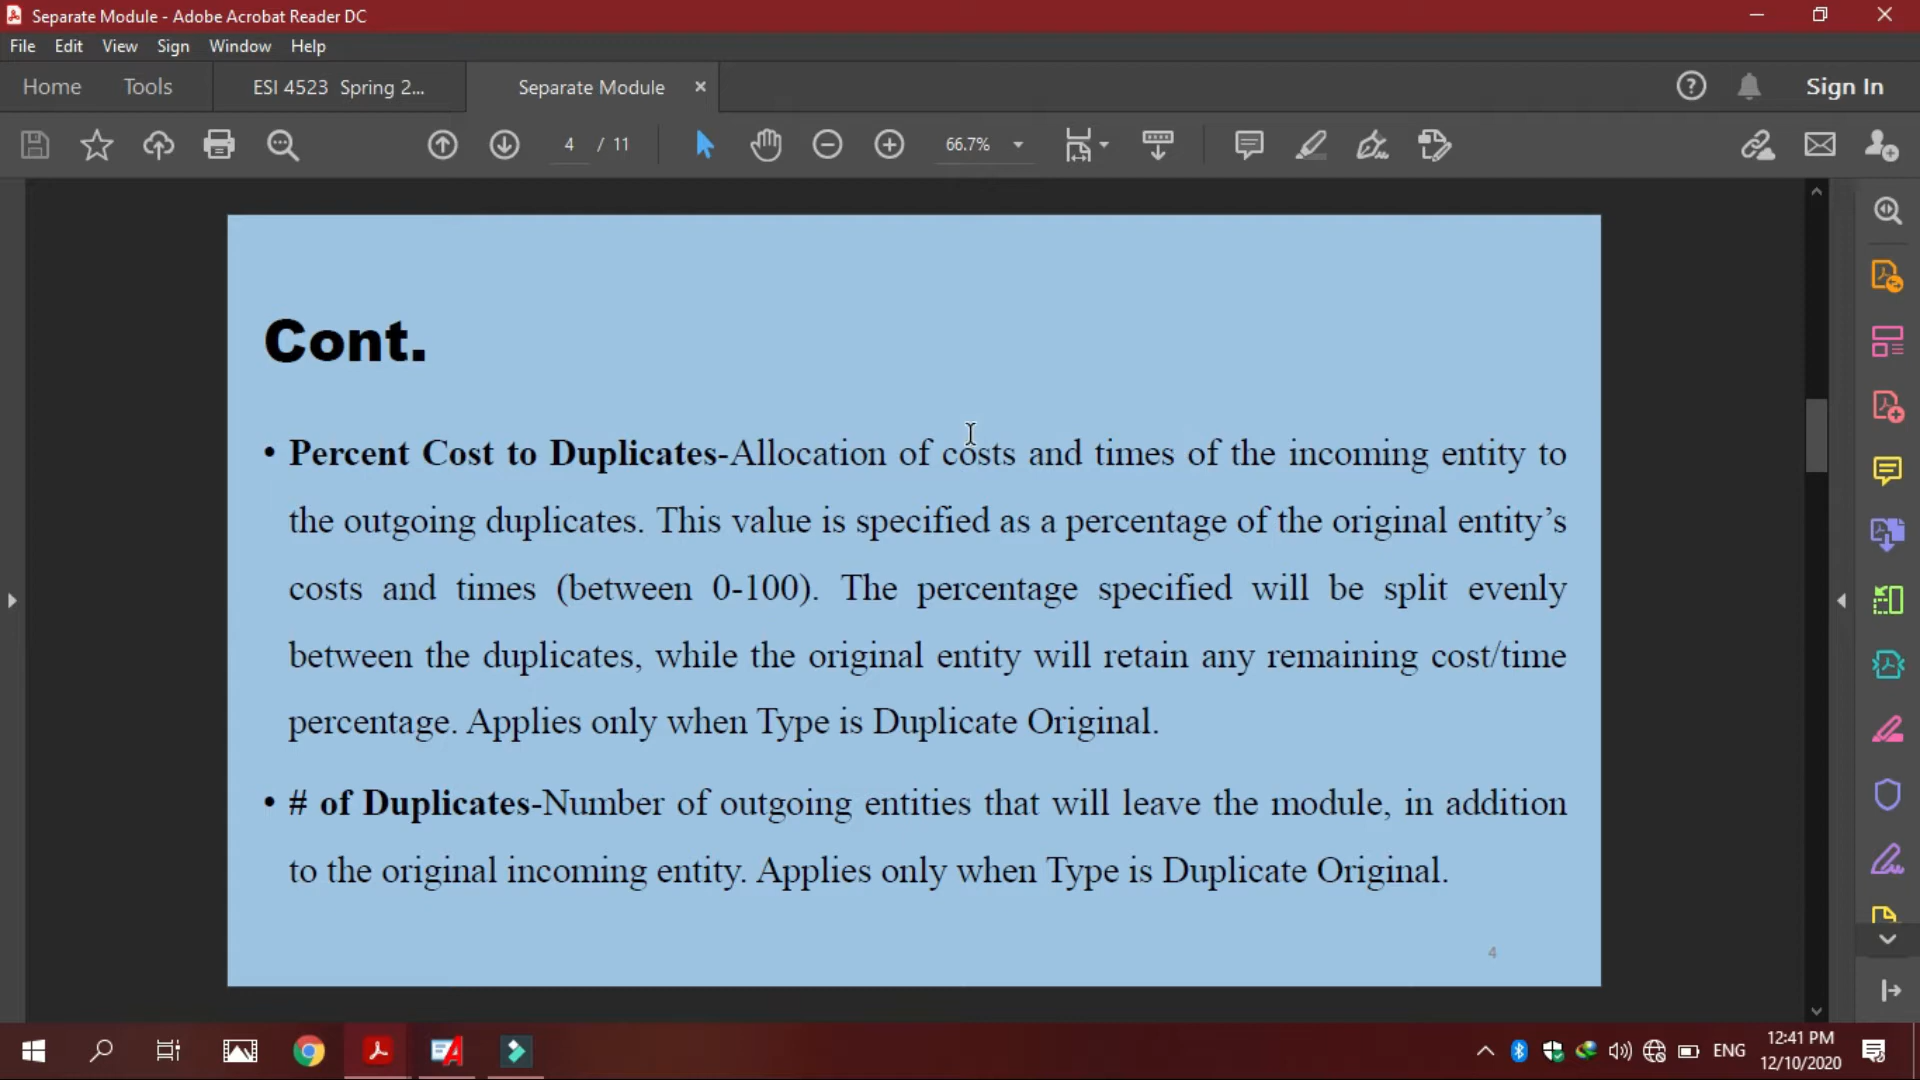 Separate Module - Adobe Acrobat Reader DC
File Edit View Sign Window Help
Home Tools ESI 4523 Spring 2... Separate Module Sign In
4 / 11 66.7%
Cont.
• Percent Cost to Duplicates-Allocation of costs and times of the incoming entity to
the outgoing duplicates. This value is specified as a percentage of the original entity’s
costs and times (between 0-100). The percentage specified will be split evenly
between the duplicates, while the original entity will retain any remaining cost/time
percentage. Applies only when Type is Duplicate Original.
• # of Duplicates-Number of outgoing entities that will leave the module, in addition
to the original incoming entity. Applies only when Type is Duplicate Original.
4
ENG
12:41 PM
12/10/2020